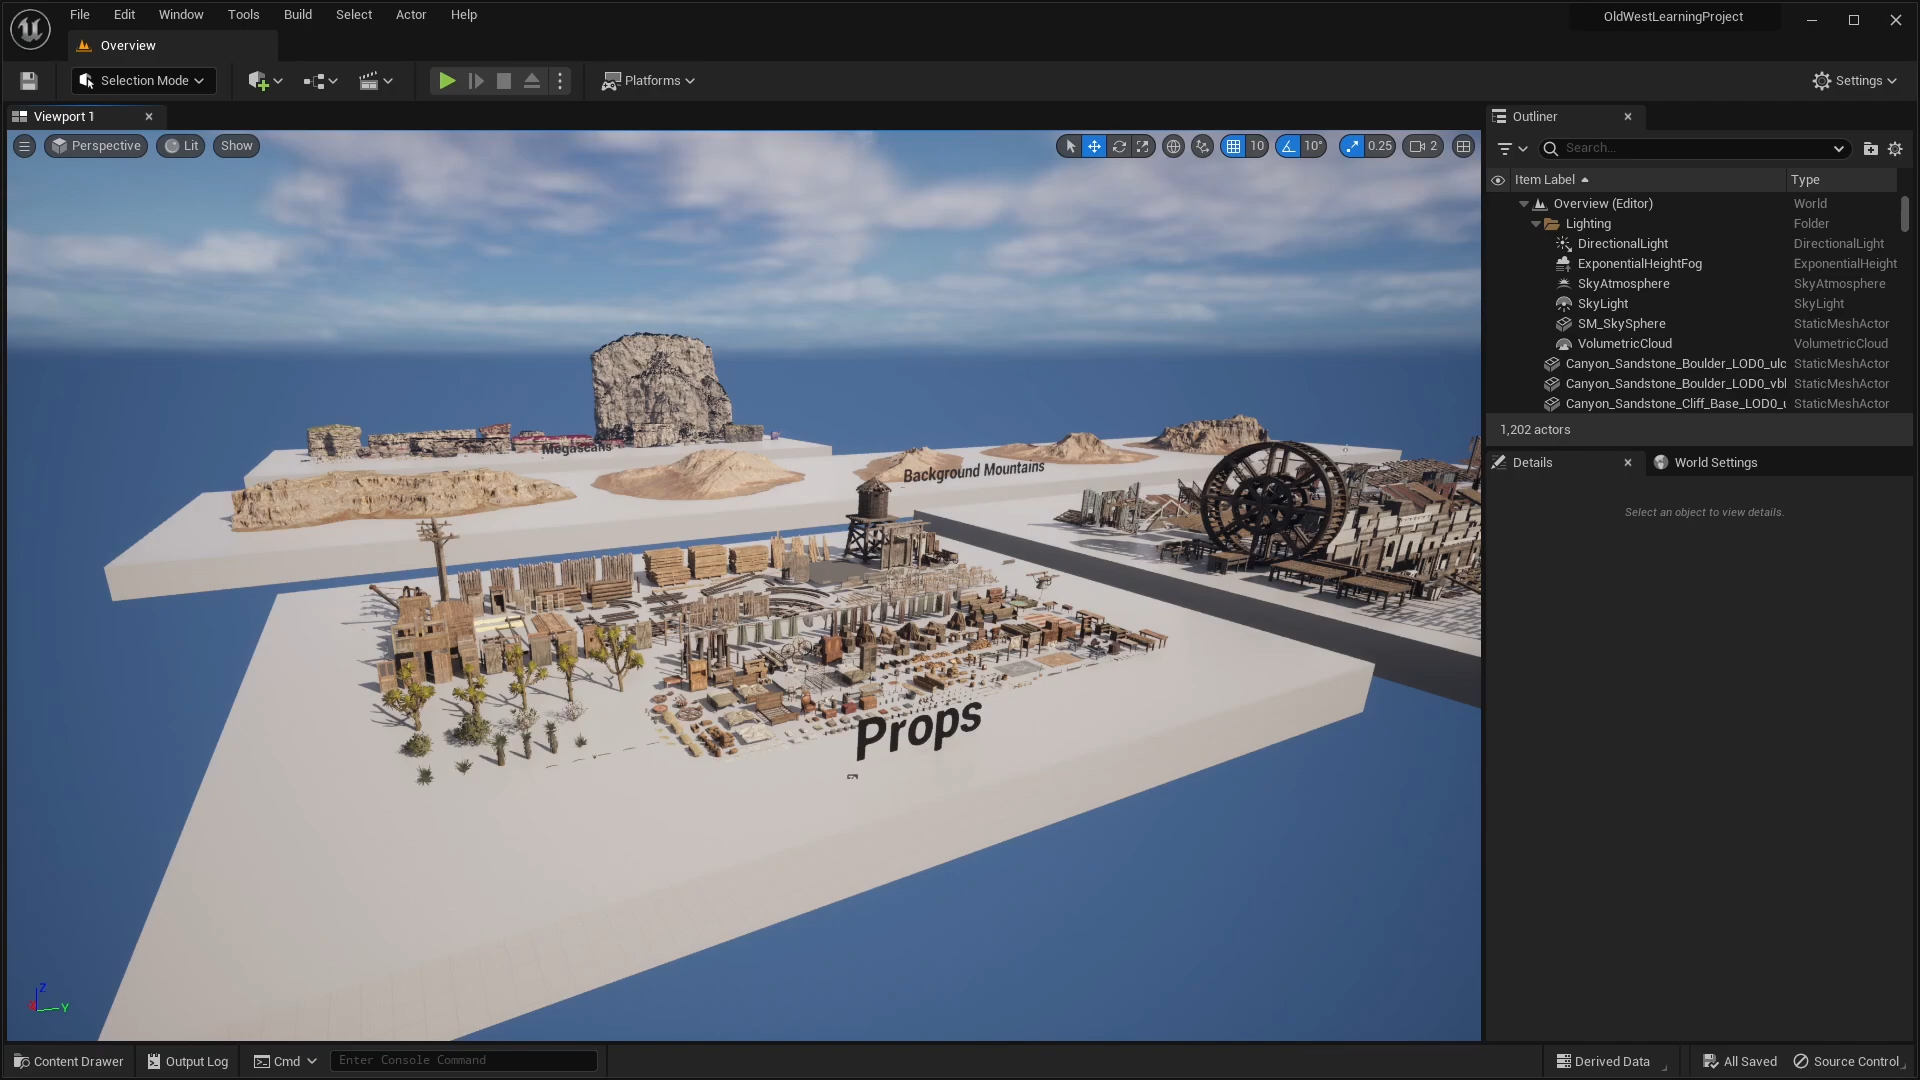 File Edit Window Tools Build Select Actor Help
OldWestLearningProject
Overview
Selection Mode
Platforms
Settings
Viewport 1
Outliner
Perspective Lit Show
10 10° 0.25 2
Search...
Item Label Type
Overview (Editor) World
Lighting Folder
DirectionalLight DirectionalLight
ExponentialHeightFog ExponentialHeight
SkyAtmosphere SkyAtmosphere
SkyLight SkyLight
SM_SkySphere StaticMeshActor
VolumetricCloud VolumetricCloud
Canyon_Sandstone_Boulder_LOD0_ulc StaticMeshActor
Canyon_Sandstone_Boulder_LOD0_vbl StaticMeshActor
Canyon_Sandstone_Cliff_Base_LOD0_u StaticMeshActor
1,202 actors
Details World Settings
Select an object to view details.
Megascans
Background Mountains
Props
Z
X
Y
Content Drawer Output Log Cmd Enter Console Command
Derived Data All Saved Source Control